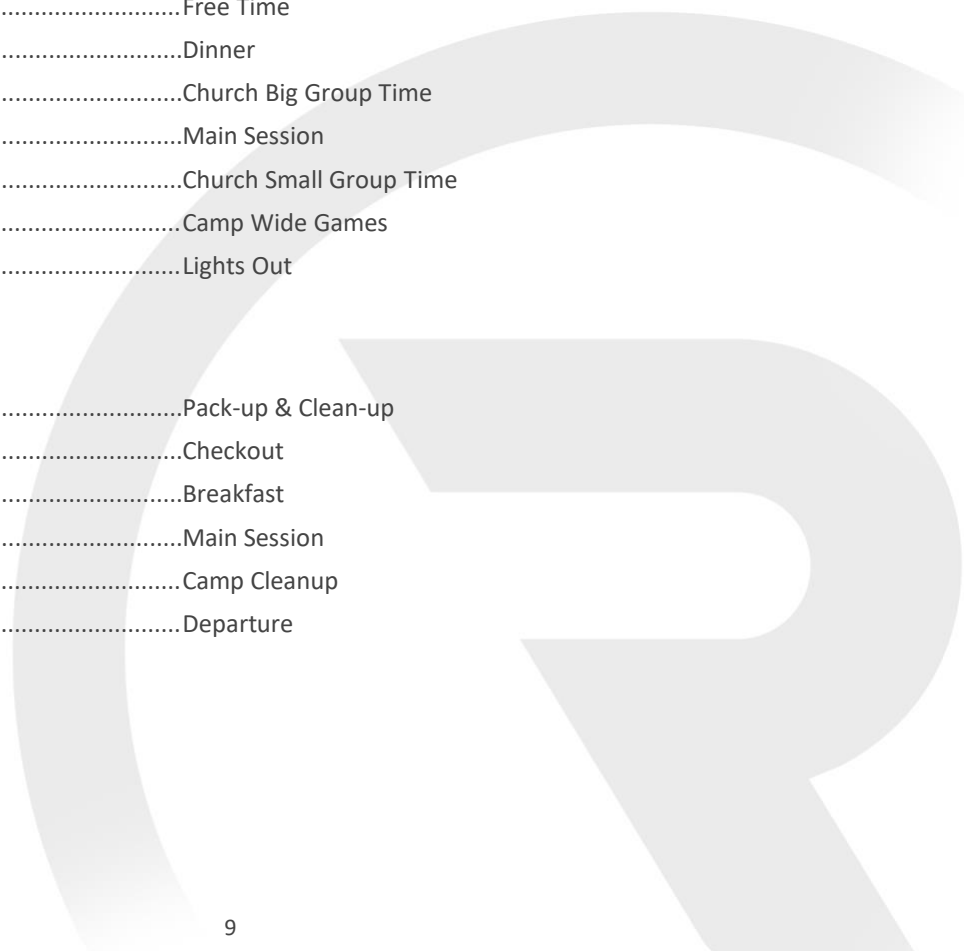 ...........................Free Time
...........................Dinner
...........................Church Big Group Time
...........................Main Session
...........................Church Small Group Time
...........................Camp Wide Games
...........................Lights Out
...........................Pack-up & Clean-up
...........................Checkout
...........................Breakfast
...........................Main Session
...........................Camp Cleanup
...........................Departure
9